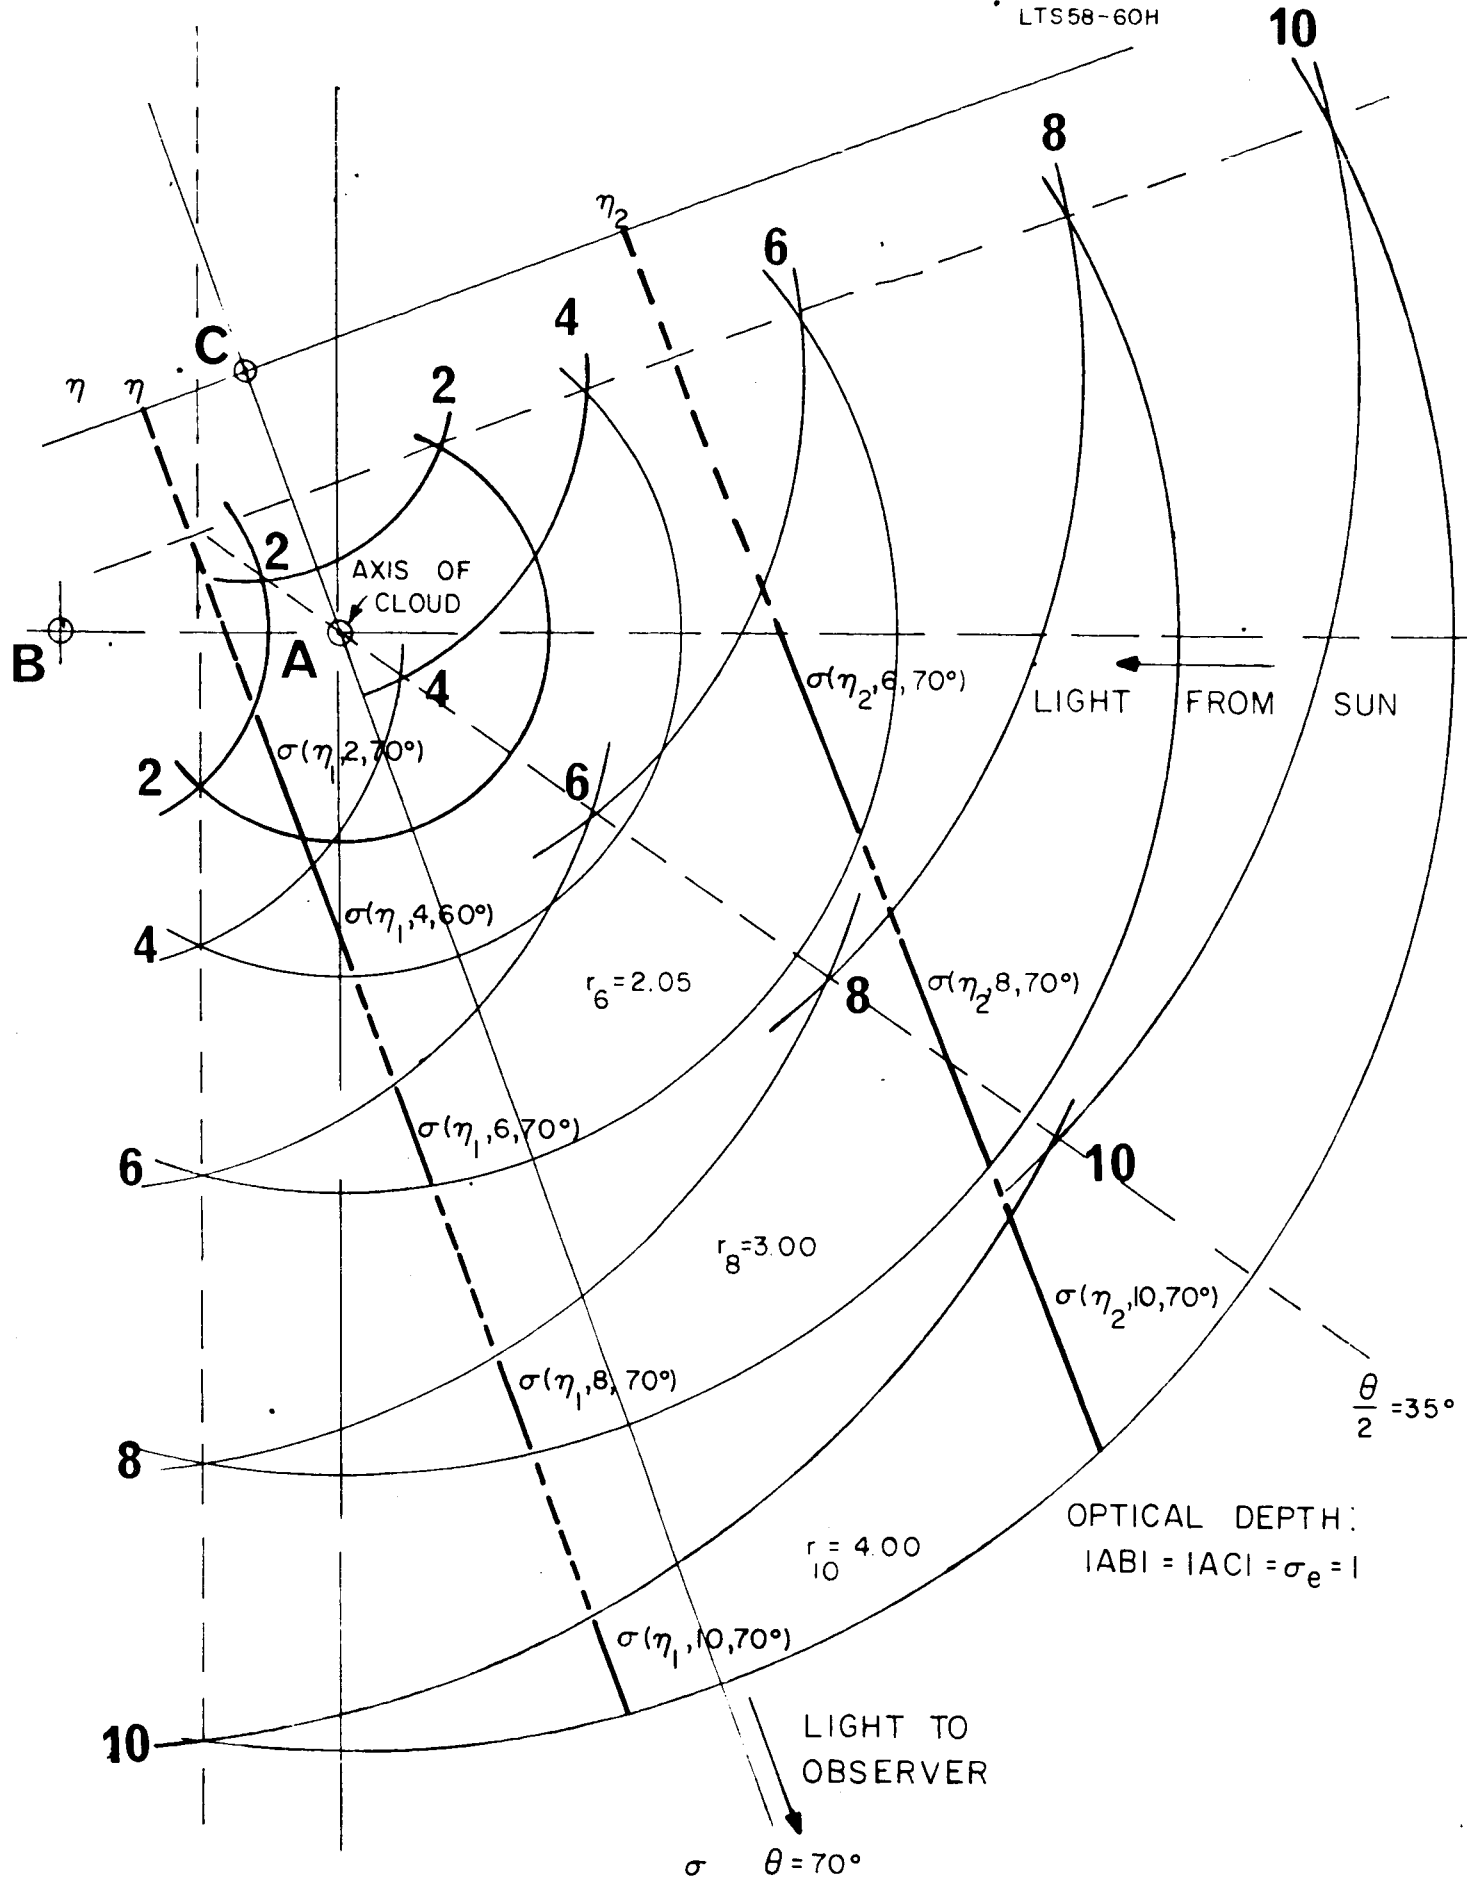 LTS58-60H
10
8
η₂
6
4
C
2
η η
2
AXIS OF
CLOUD
B
A
4
σ(η₂,6,70°)
LIGHT FROM SUN
σ(η₁,2,70°)
2
6
σ(η₁,4,60°)
4
r₆=2.05
σ(η₂,8,70°)
8
σ(η₁,6,70°)
6
10
r₈=3.00
σ(η₂,10,70°)
σ(η₁,8,70°)
θ/2 =35°
8
OPTICAL DEPTH:
|AB| = |AC| = σₑ = 1
r₁₀= 4.00
σ(η₁,10,70°)
10
LIGHT TO
OBSERVER
σ θ = 70°